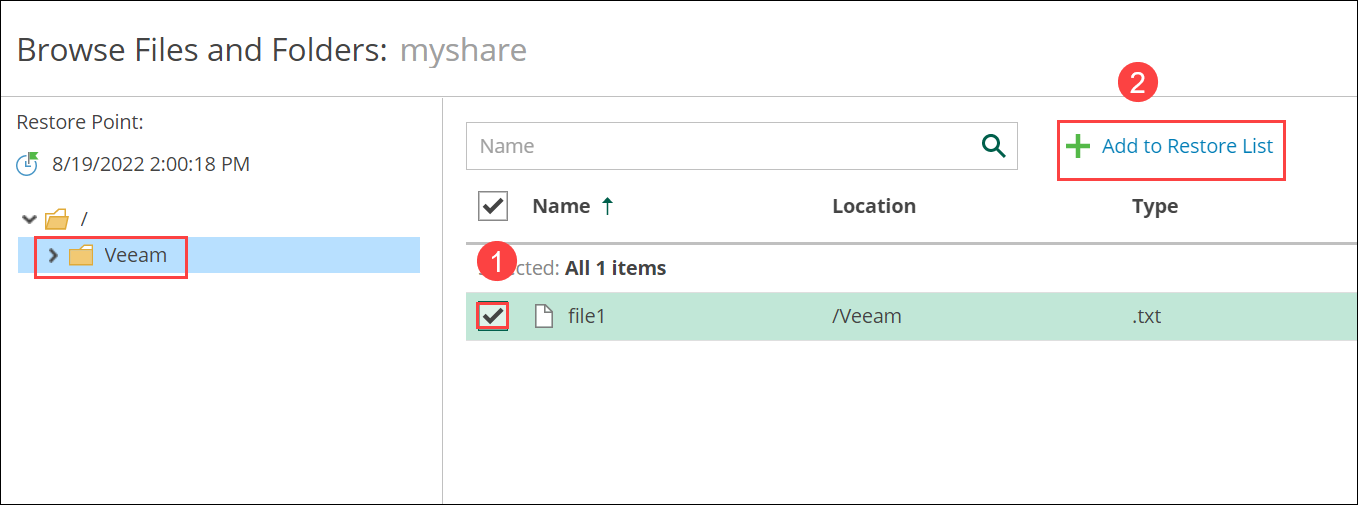 Browse Files and Folders: myshare
2
Restore Point:
8/19/2022 2:00:18 PM
/
Veeam
Name
Add to Restore List
Name Location Type
1
cted: All 1 items
file1 /Veeam .txt